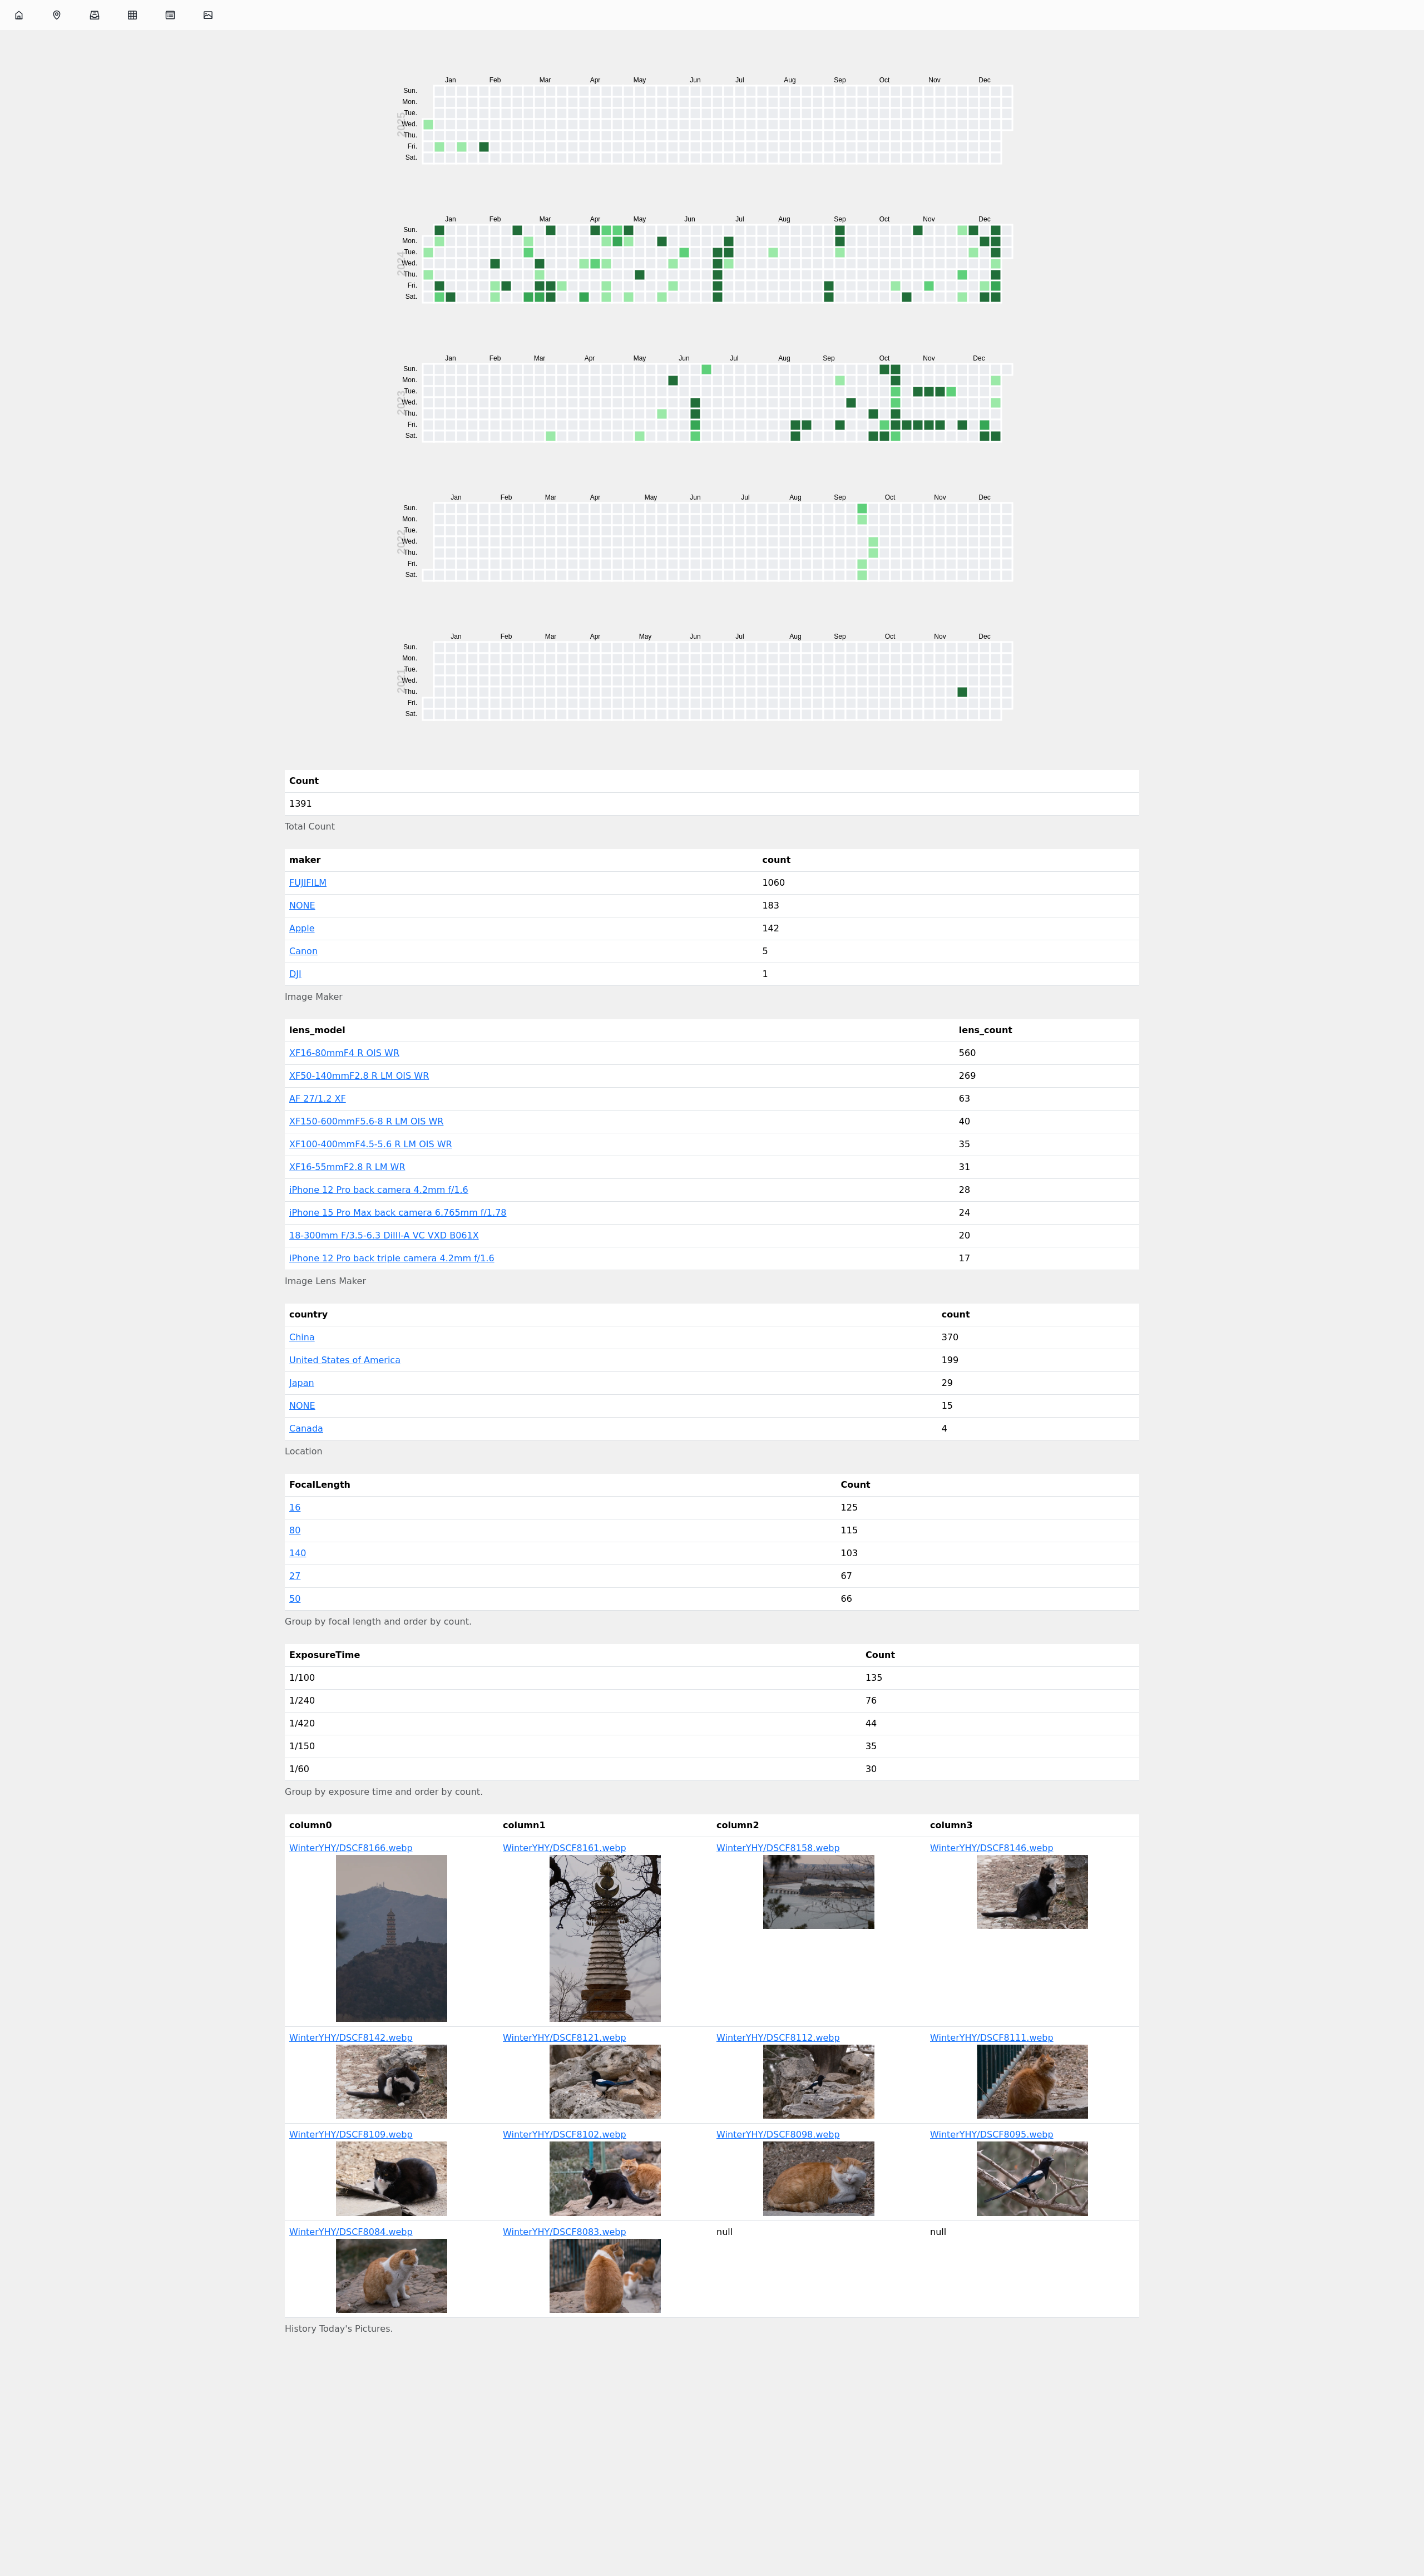 Jan Feb Mar Apr May Jun Jul Aug Sep Oct Nov Dec
Sun.
Mon.
Tue.
Wed.
2025
Thu.
Fri.
Sat.
Jan Feb Mar Apr May Jun Jul Aug Sep Oct Nov Dec
Sun.
Mon.
Tue.
Wed.
2024
Thu.
Fri.
Sat.
Jan Feb Mar Apr May Jun Jul Aug Sep Oct Nov Dec
Sun.
Mon.
Tue.
Wed.
2023
Thu.
Fri.
Sat.
Jan Feb Mar Apr May Jun Jul Aug Sep Oct Nov Dec
Sun.
Mon.
Tue.
Wed.
2022
Thu.
Fri.
Sat.
Jan Feb Mar Apr May Jun Jul Aug Sep Oct Nov Dec
Sun.
Mon.
Tue.
Wed.
2021
Thu.
Fri.
Sat.
Count
1391
Total Count
maker count
FUJIFILM 1060
NONE 183
Apple 142
Canon 5
DJI 1
Image Maker
lens_model lens_count
XF16-80mmF4 R OIS WR 560
XF50-140mmF2.8 R LM OIS WR 269
AF 27/1.2 XF 63
XF150-600mmF5.6-8 R LM OIS WR 40
XF100-400mmF4.5-5.6 R LM OIS WR 35
XF16-55mmF2.8 R LM WR 31
iPhone 12 Pro back camera 4.2mm f/1.6 28
iPhone 15 Pro Max back camera 6.765mm f/1.78 24
18-300mm F/3.5-6.3 DiIII-A VC VXD B061X 20
iPhone 12 Pro back triple camera 4.2mm f/1.6 17
Image Lens Maker
country count
China 370
United States of America 199
Japan 29
NONE 15
Canada 4
Location
FocalLength Count
16 125
80 115
140 103
27 67
50 66
Group by focal length and order by count.
ExposureTime Count
1/100 135
1/240 76
1/420 44
1/150 35
1/60 30
Group by exposure time and order by count.
column0 column1 column2 column3
WinterYHY/DSCF8166.webp WinterYHY/DSCF8161.webp WinterYHY/DSCF8158.webp WinterYHY/DSCF8146.webp
WinterYHY/DSCF8142.webp WinterYHY/DSCF8121.webp WinterYHY/DSCF8112.webp WinterYHY/DSCF8111.webp
WinterYHY/DSCF8109.webp WinterYHY/DSCF8102.webp WinterYHY/DSCF8098.webp WinterYHY/DSCF8095.webp
WinterYHY/DSCF8084.webp WinterYHY/DSCF8083.webp null null
History Today's Pictures.